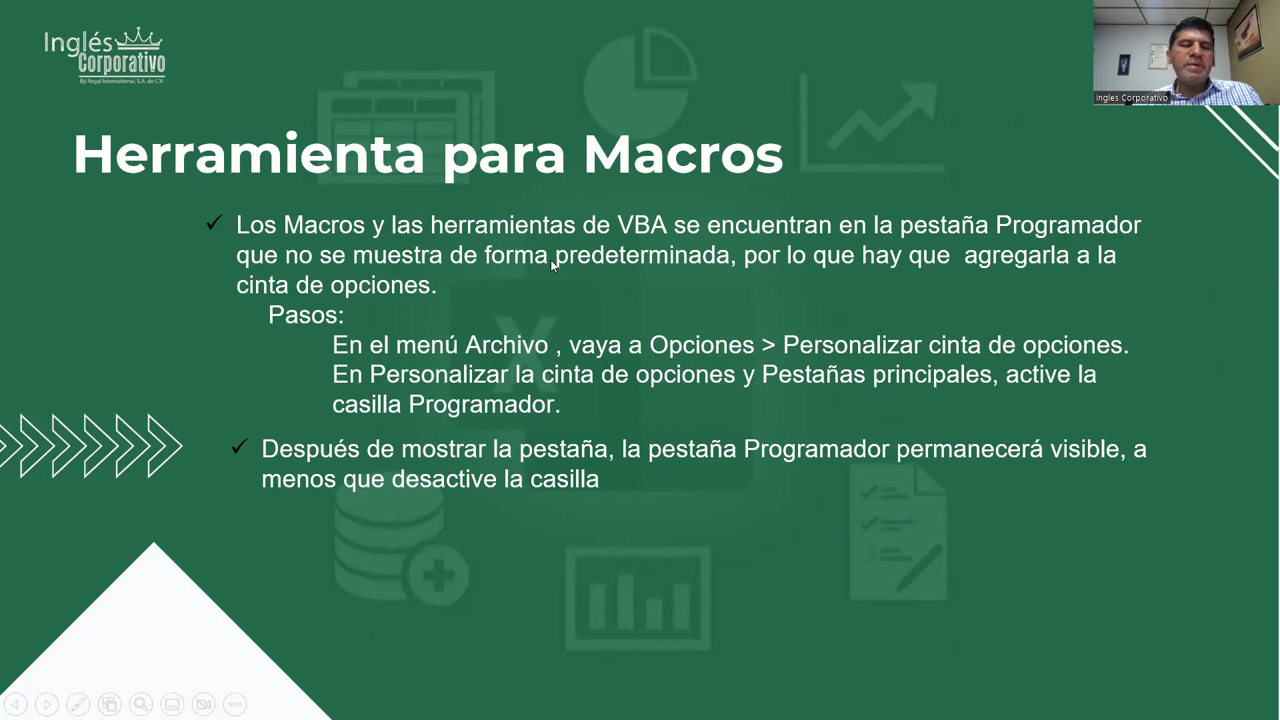 Inglés
Corporativo
By Regal International, S.A. de C.V.
Ingles Corporativo
Herramienta para Macros
Los Macros y las herramientas de VBA se encuentran en la pestaña Programador
que no se muestra de forma predeterminada, por lo que hay que agregarla a la
cinta de opciones.
Pasos:
En el menú Archivo , vaya a Opciones > Personalizar cinta de opciones.
En Personalizar la cinta de opciones y Pestañas principales, active la
casilla Programador.
Después de mostrar la pestaña, la pestaña Programador permanecerá visible, a
menos que desactive la casilla